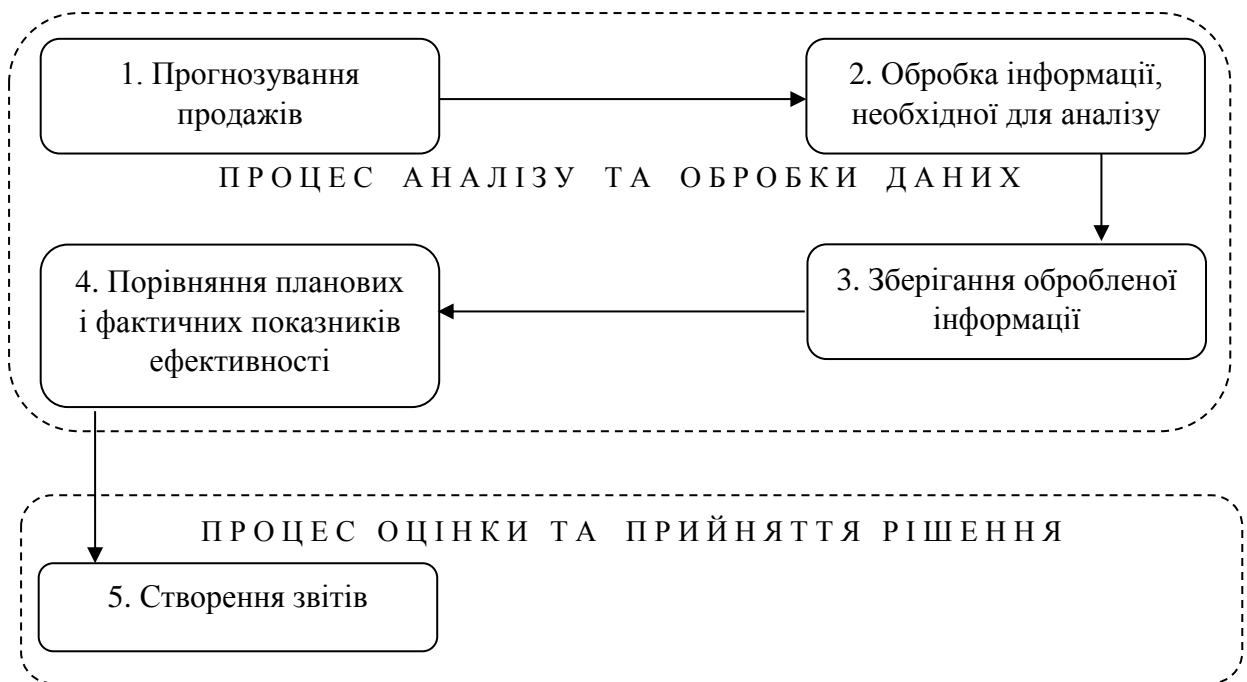 1. Прогнозування
продажів
2. Обробка інформації,
необхідної для аналізу
ПРОЦЕС АНАЛІЗУ ТА ОБРОБКИ ДАНИХ
3. Зберігання обробленої
інформації
4. Порівняння планових
і фактичних показників
ефективності
ПРОЦЕС ОЦІНКИ ТА ПРИЙНЯТТЯ РІШЕННЯ
5. Створення звітів